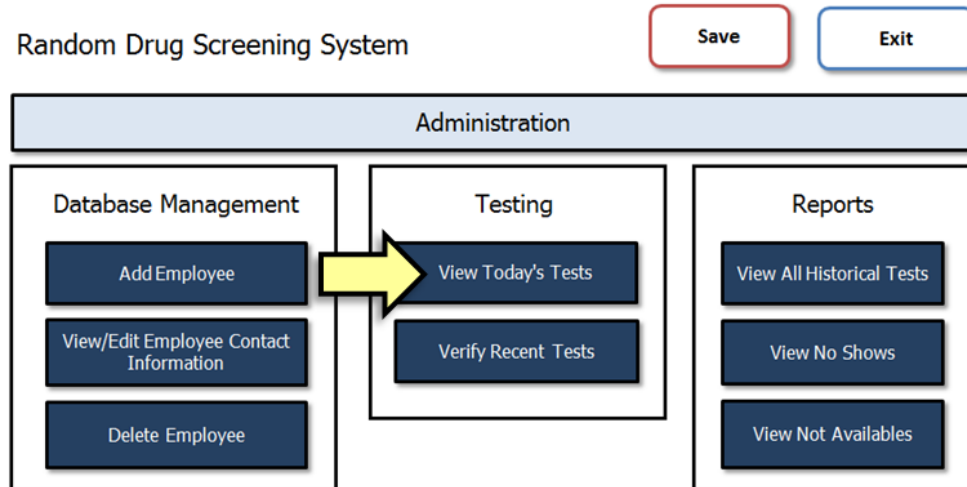 Random Drug Screening System
Save
Exit
Administration
Database Management
Add Employee
View/Edit Employee Contact
Information
Delete Employee
Testing
View Today's Tests
Verify Recent Tests
Reports
View All Historical Tests
View No Shows
View Not Availables